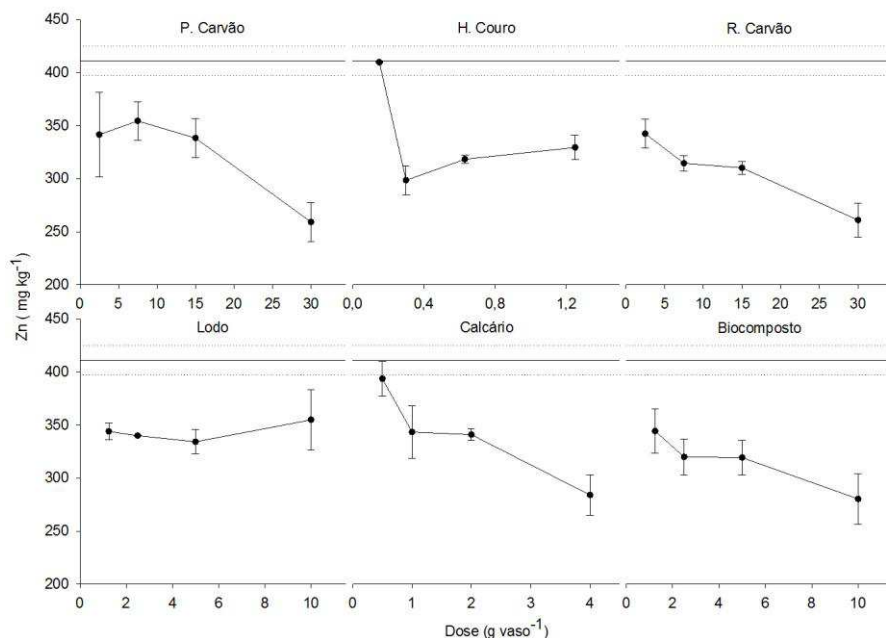 P. Carvão H. Couro R. Carvão
450
400
350
300
250
200
0 5 10 15 20 25 30 0,0 0,4 0,8 1,2 0 5 10 15 20 25 30
Zn ( mg kg⁻¹)
Lodo Calcário Biocomposto
450
400
350
300
250
200
0 2 4 6 8 10 0 1 2 3 4 0 2 4 6 8 10
Dose (g vaso⁻¹)